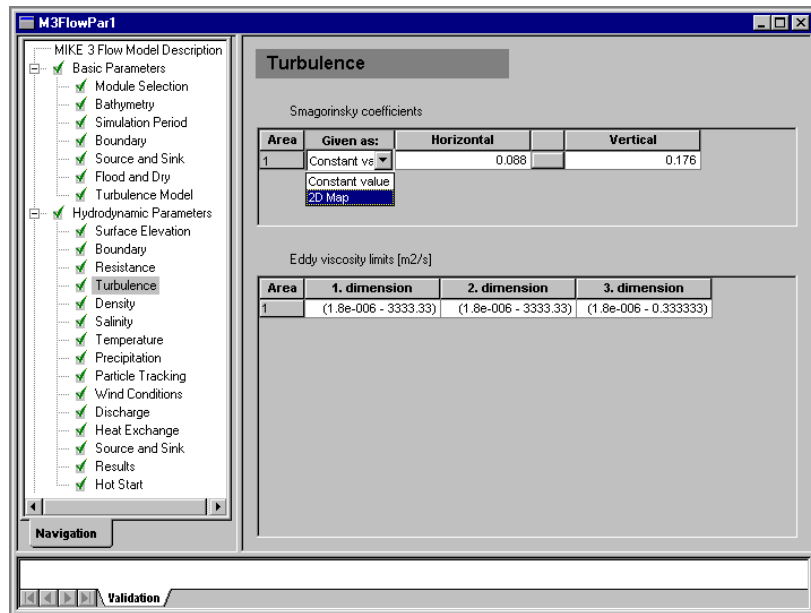 M3FlowPar1
MIKE 3 Flow Model Description
Basic Parameters
Module Selection
Bathymetry
Simulation Period
Boundary
Source and Sink
Flood and Dry
Turbulence Model
Hydrodynamic Parameters
Surface Elevation
Boundary
Resistance
Turbulence
Density
Salinity
Temperature
Precipitation
Particle Tracking
Wind Conditions
Discharge
Heat Exchange
Source and Sink
Results
Hot Start
Navigation
Turbulence
Smagorinsky coefficients
Area Given as: Horizontal Vertical
1 Constant va 0.088 0.176
Constant value
2D Map
Eddy viscosity limits [m2/s]
Area 1. dimension 2. dimension 3. dimension
1 (1.8e-006 - 3333.33) (1.8e-006 - 3333.33) (1.8e-006 - 0.333333)
Validation